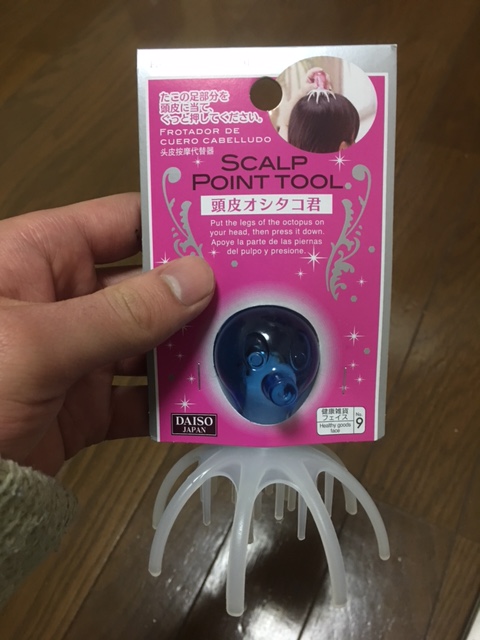 たこの足部分を
頭皮に当て、
ぐっと押してください。
FROTADOR DE
CUERO CABELLUDO
头皮按摩代替器
SCALP
POINT TOOL
頭皮オシタコ君
Put the legs of the octopus on
your head, then press it down.
Apoye la parte de las piernas
del pulpo y presione.
DAISO
JAPAN
健康雑貨
フェイス
Healthy goods
face
No.
9